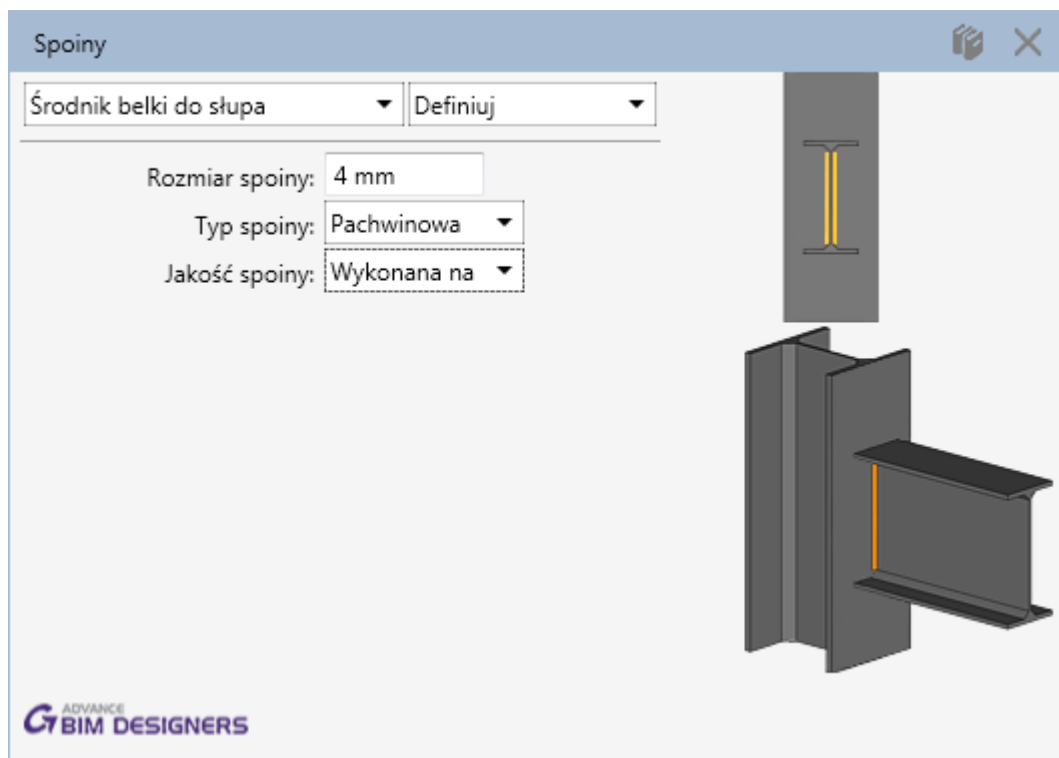 Spoiny
Środnik belki do słupa Definiuj
Rozmiar spoiny: 4 mm
Typ spoiny: Pachwinowa
Jakość spoiny: Wykonana na
ADVANCE
BIM DESIGNERS